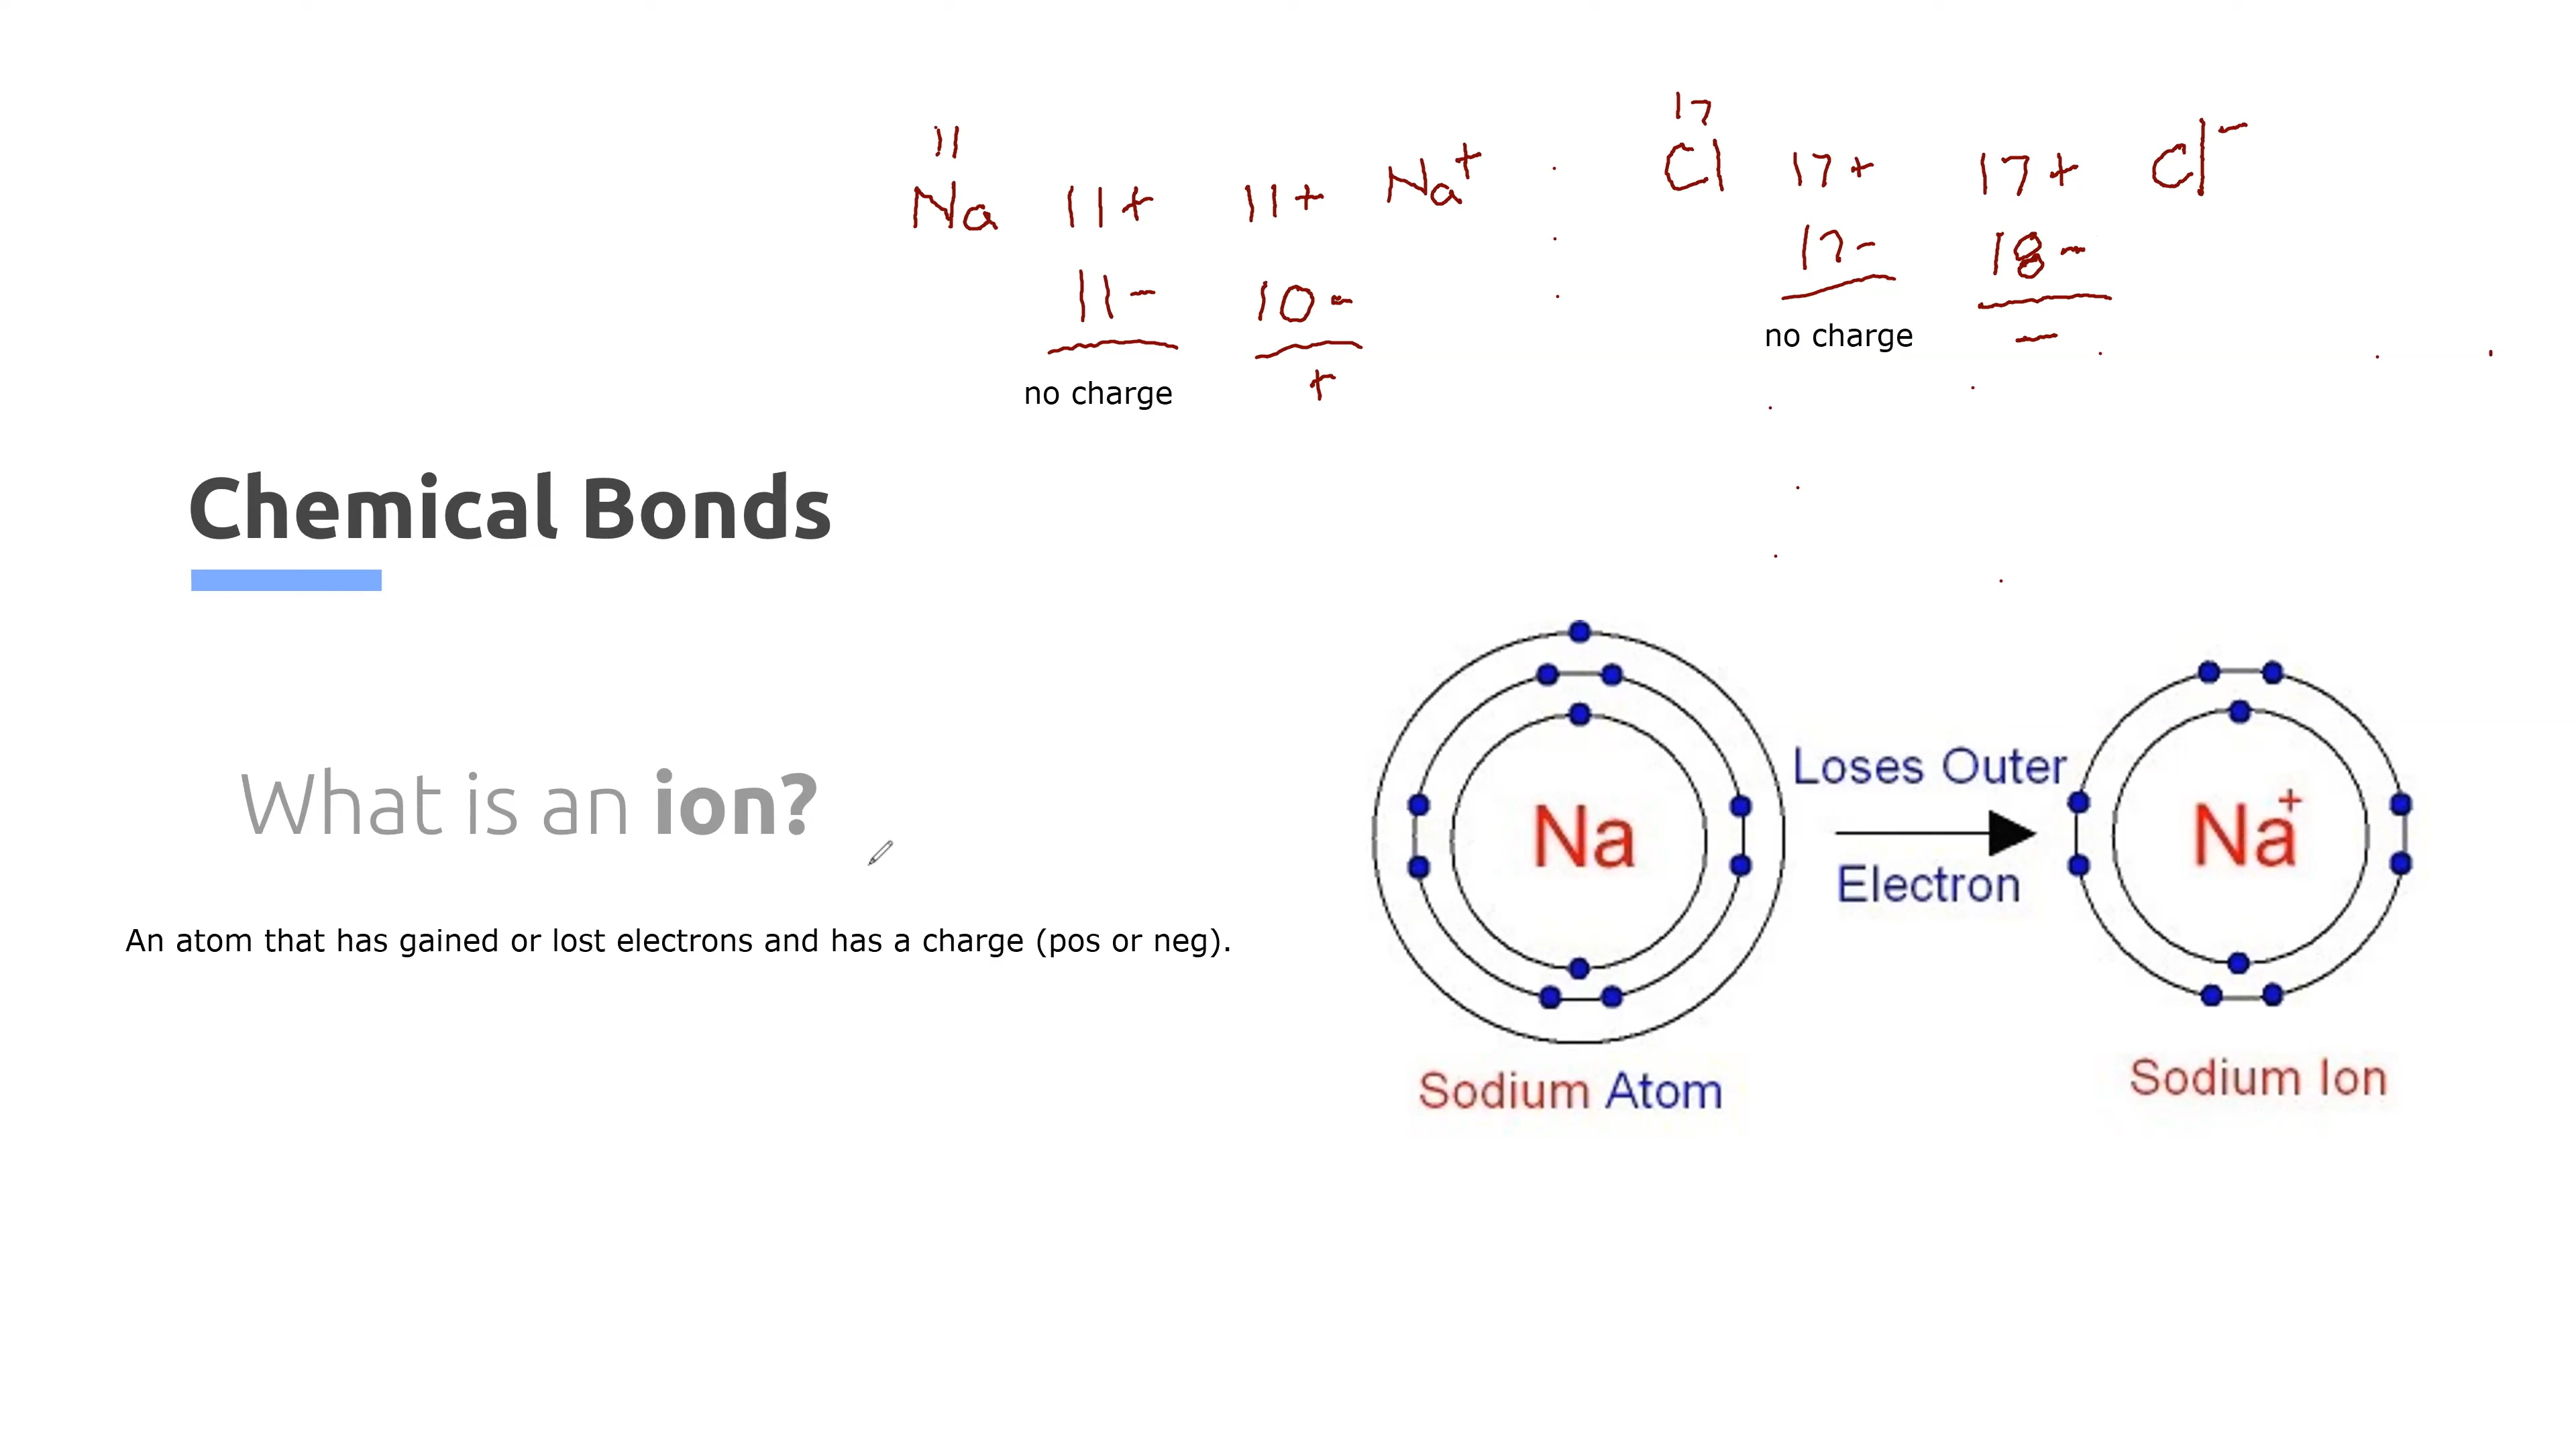 11
Na 11+ 11+ Na+
11- 10-
no charge +
17
Cl 17+ 17+ Cl-
17- 18-
no charge -
Chemical Bonds
What is an ion?
An atom that has gained or lost electrons and has a charge (pos or neg).
Na
Loses Outer
Electron
Na+
Sodium Atom
Sodium Ion